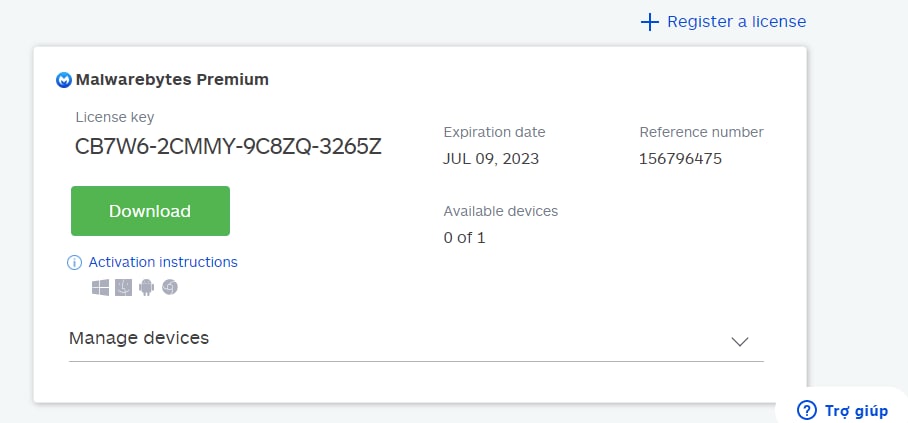 Register a license
Malwarebytes Premium
License key
CB7W6-2CMMY-9C8ZQ-3265Z
Expiration date
JUL 09, 2023
Reference number
156796475
Download
Available devices
0 of 1
Activation instructions
Manage devices
Trợ giúp